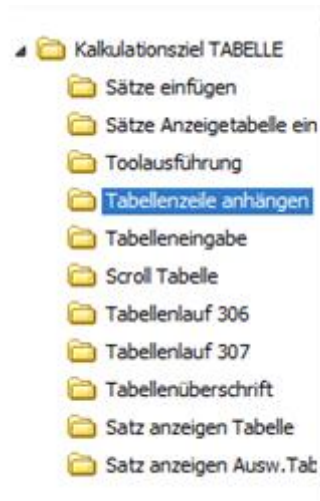 Kalkulationsziel TABELLE
Sätze einfügen
Sätze Anzeigetabelle ein
Toolausführung
Tabellenzeile anhängen
Tabelleneingabe
Scroll Tabelle
Tabellenlauf 306
Tabellenlauf 307
Tabellenüberschrift
Satz anzeigen Tabelle
Satz anzeigen Ausw.Tab